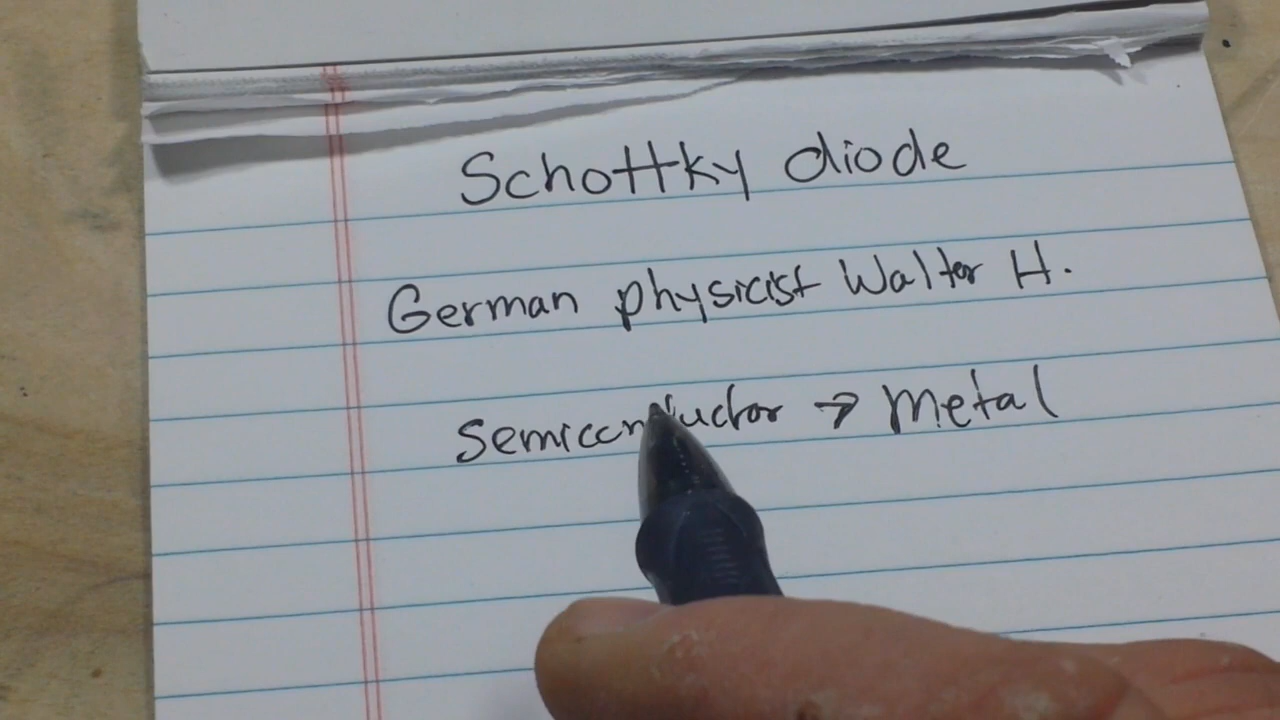 Schottky diode
German physicist Walter H.
Semiconductor → Metal